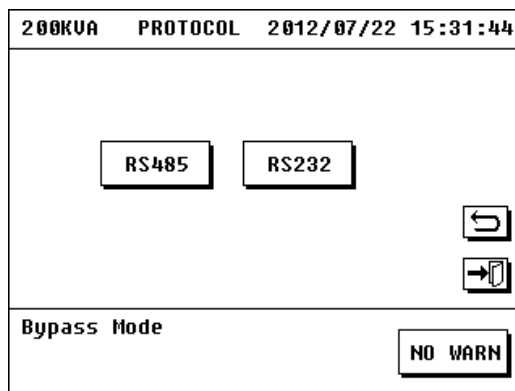 200KVA PROTOCOL 2012/07/22 15:31:44
RS485 RS232
Bypass Mode
NO WARN